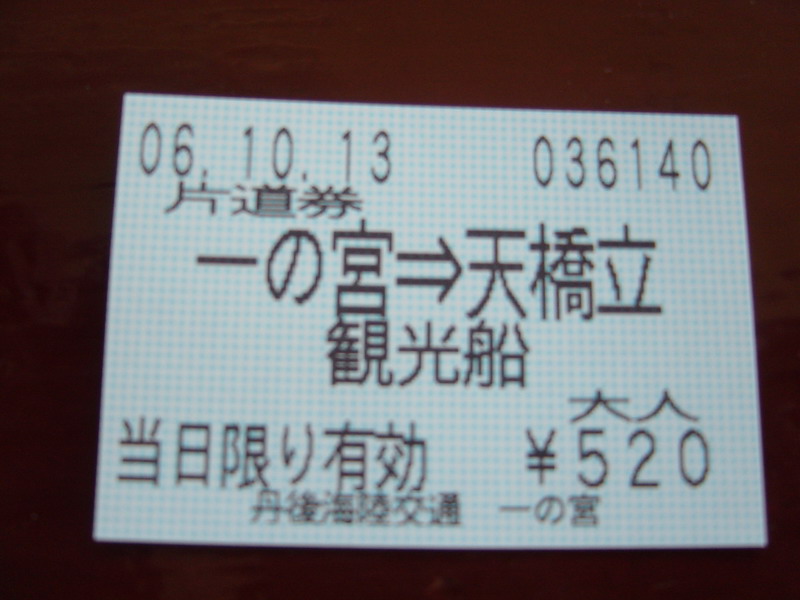 06.10.13 036140
片道券
一の宮⇒天橋立
観光船
大人
当日限り有効 ¥520
丹後海陸交通 一の宮